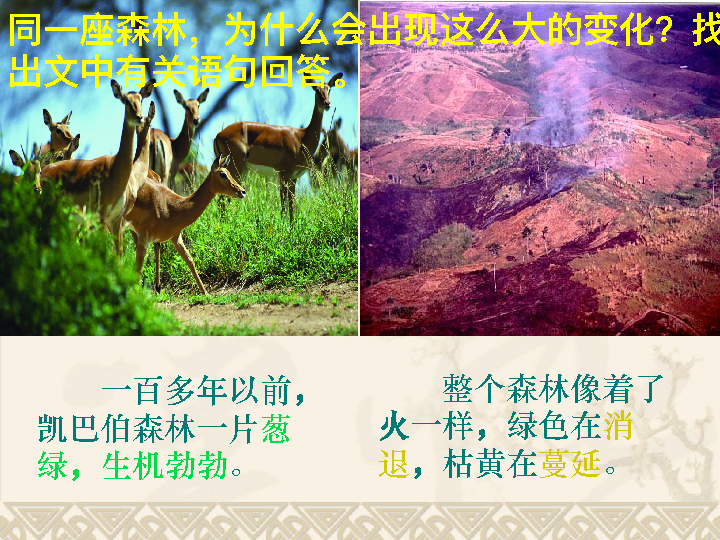 同一座森林，为什么会出现这么大的变化？找
出文中有关语句回答。
一百多年以前，
凯巴伯森林一片葱
绿，生机勃勃。
整个森林像着了
火一样，绿色在消
退，枯黄在蔓延。